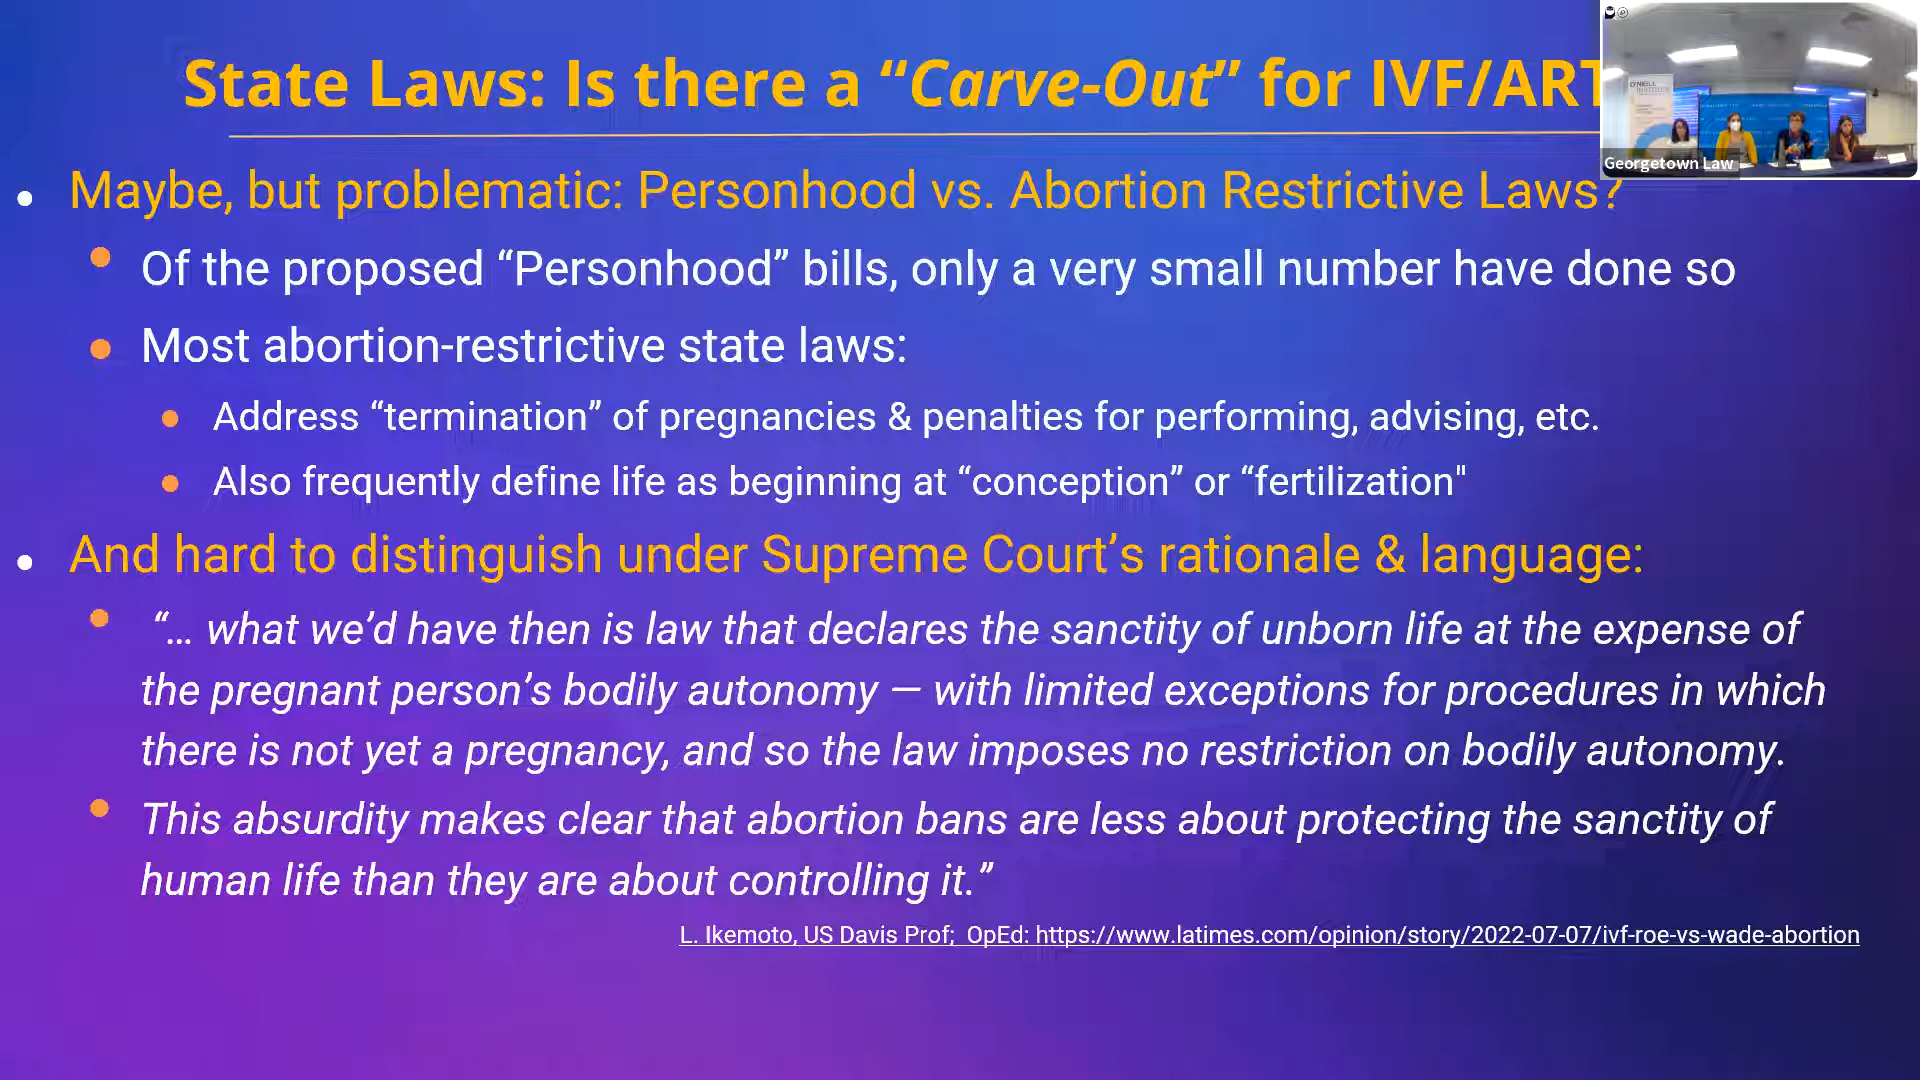 State Laws: Is there a “Carve-Out” for IVF/ART
O'NEILL
INSTITUTE
Georgetown Law
• Maybe, but problematic: Personhood vs. Abortion Restrictive Laws?
• Of the proposed “Personhood” bills, only a very small number have done so
• Most abortion-restrictive state laws:
• Address “termination” of pregnancies & penalties for performing, advising, etc.
• Also frequently define life as beginning at “conception” or “fertilization"
• And hard to distinguish under Supreme Court’s rationale & language:
• “… what we’d have then is law that declares the sanctity of unborn life at the expense of
the pregnant person’s bodily autonomy — with limited exceptions for procedures in which
there is not yet a pregnancy, and so the law imposes no restriction on bodily autonomy.
• This absurdity makes clear that abortion bans are less about protecting the sanctity of
human life than they are about controlling it.”
L. Ikemoto, US Davis Prof; OpEd: https://www.latimes.com/opinion/story/2022-07-07/ivf-roe-vs-wade-abortion